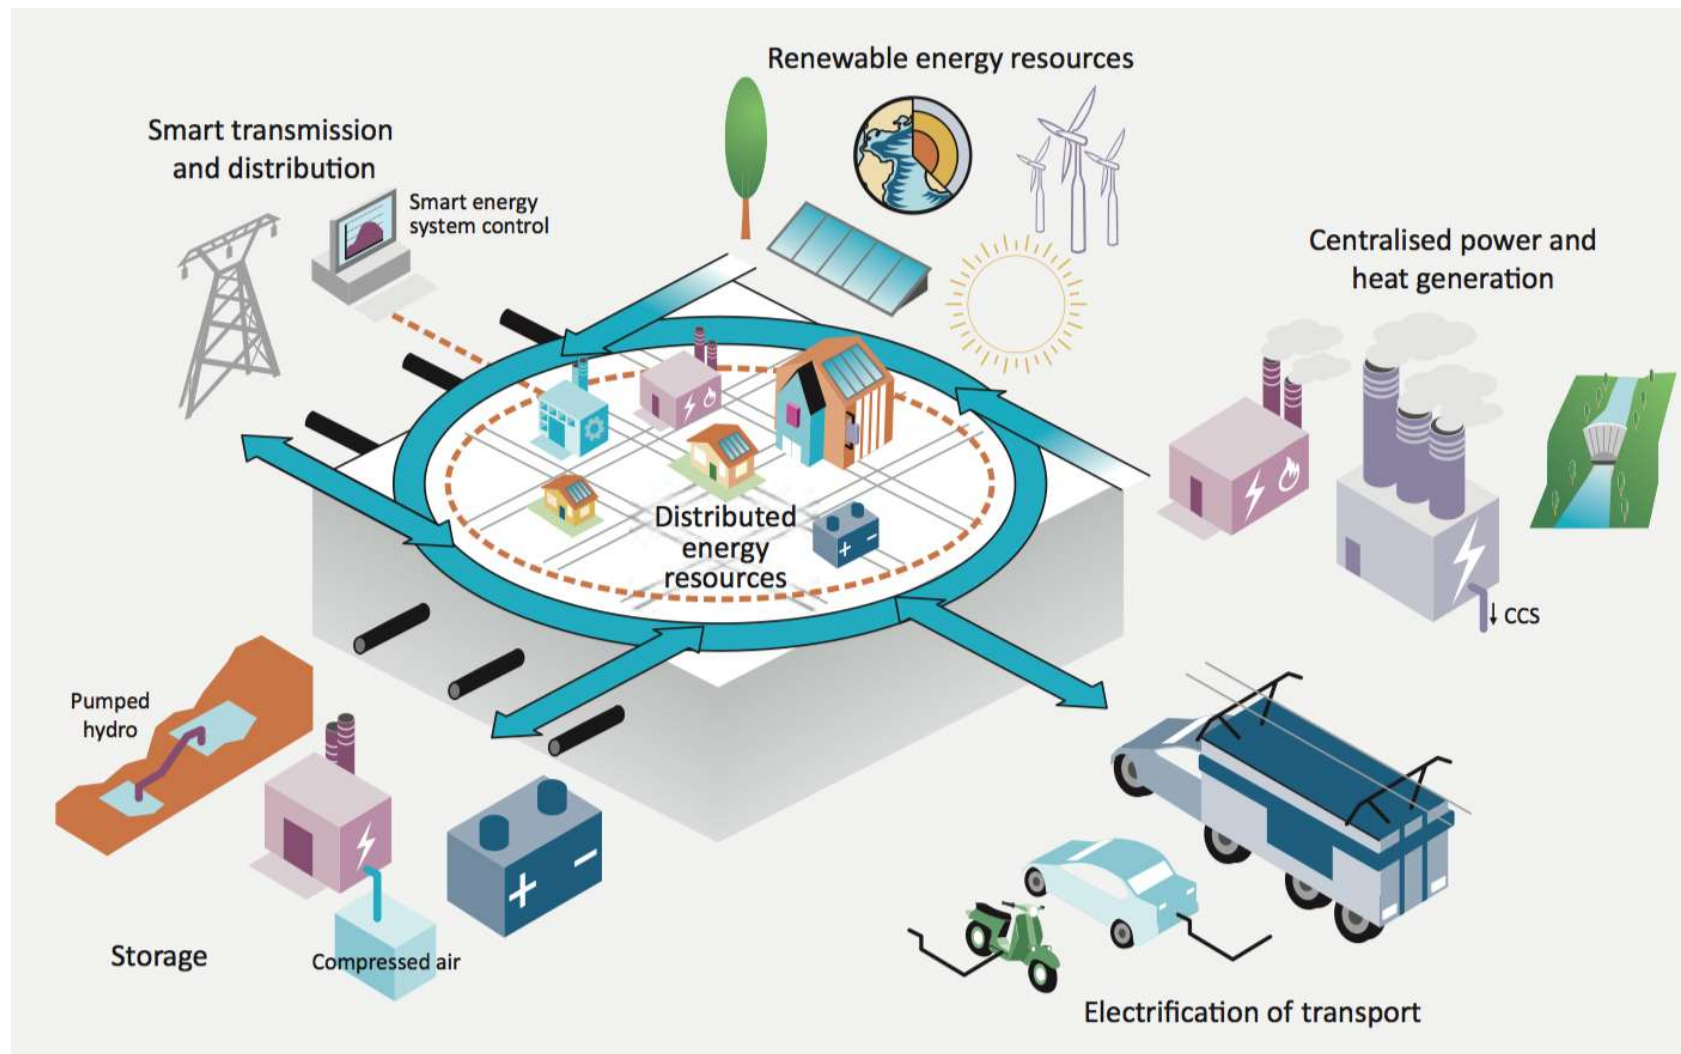 Renewable energy resources
Smart transmission
and distribution
Smart energy
system control
Centralised power and
heat generation
Distributed
energy
resources
+ -
CCS
Pumped
hydro
+ -
Storage
Compressed air
Electrification of transport